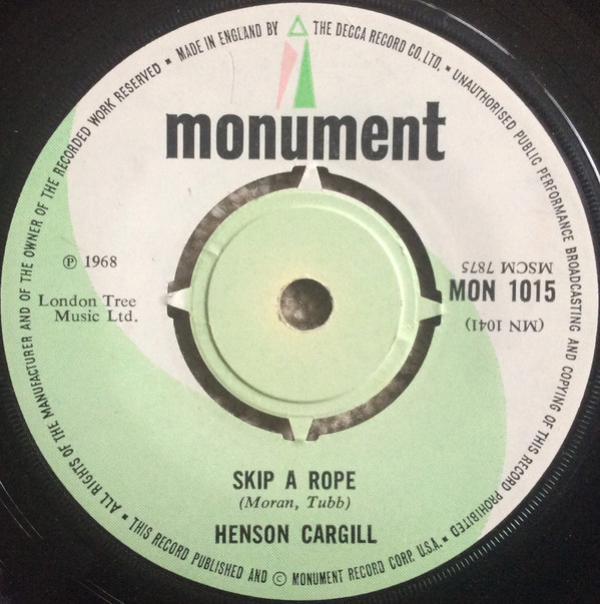 ALL RIGHTS OF THE MANUFACTURER AND OF THE OWNER OF THE RECORDED WORK RESERVED ▪ MADE IN ENGLAND BY THE DECCA RECORD CO. LTD. ▪ UNAUTHORISED PUBLIC PERFORMANCE BROADCASTING AND COPYING OF THIS RECORD PROHIBITED ▪
monument
℗ 1968
London Tree
Music Ltd.
MSCM 7875
MON 1015
(MN 1041)
SKIP A ROPE
(Moran, Tubb)
HENSON CARGILL
THIS RECORD PUBLISHED AND © MONUMENT RECORD CORP. U.S.A. ▪